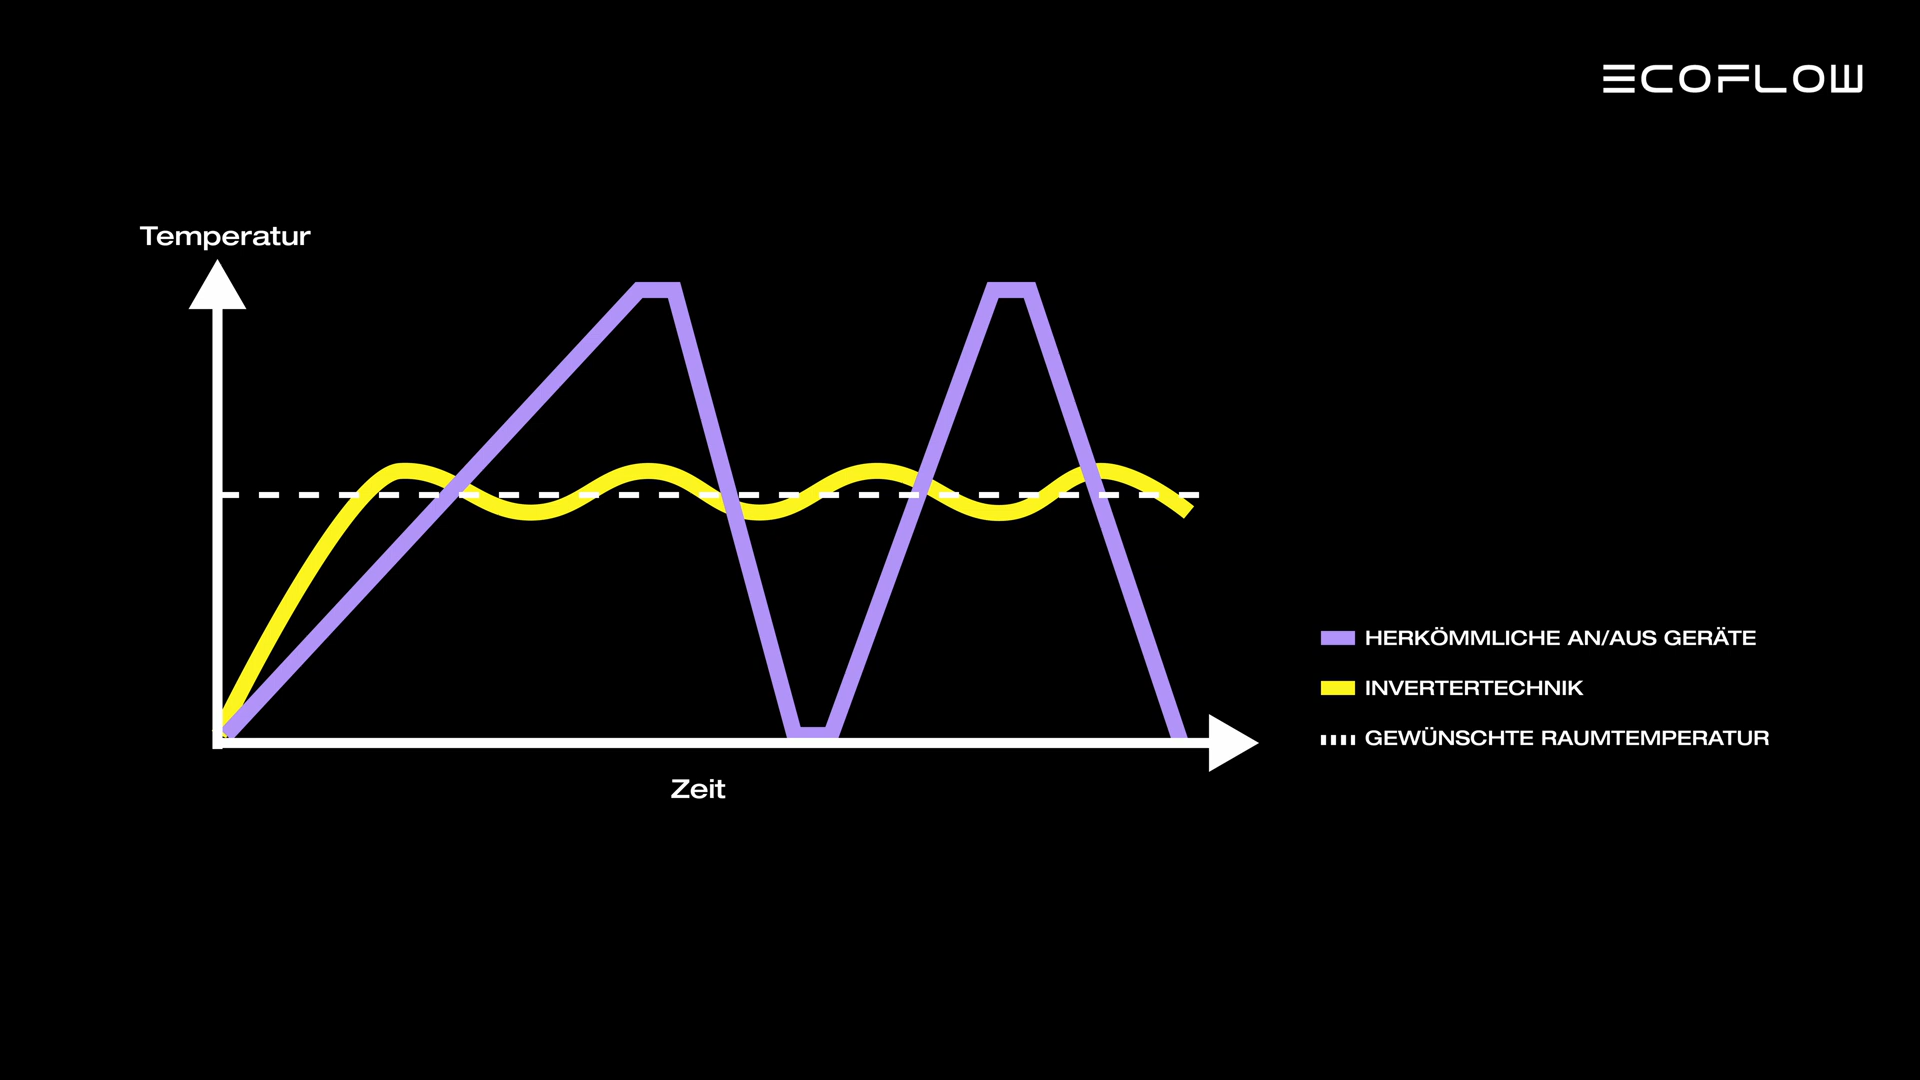 ECOFLOW
Temperatur
HERKÖMMLICHE AN/AUS GERÄTE
INVERTERTECHNIK
GEWÜNSCHTE RAUMTEMPERATUR
Zeit